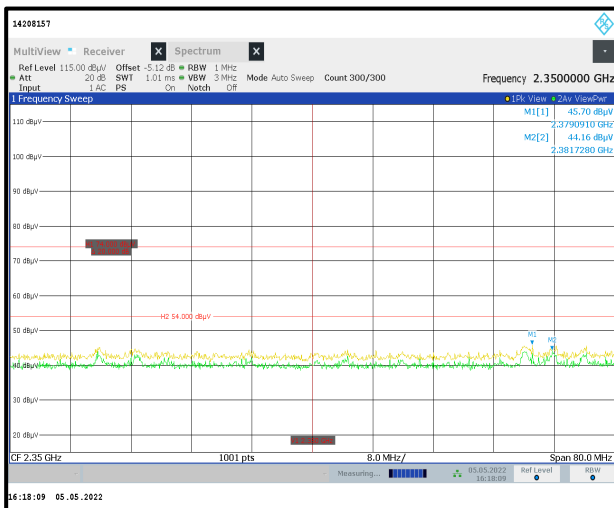 14208157
MultiView Receiver X Spectrum X
Ref Level 115.00 dBµV Offset -5.12 dB RBW 1 MHz
Att 20 dB SWT 1.01 ms VBW 3 MHz Mode Auto Sweep Count 300/300 Frequency 2.3500000 GHz
Input 1 AC PS On Notch Off
1 Frequency Sweep 1Pk View 2Av ViewPwr
M1[1] 45.70 dBµV
2.3790910 GHz
M2[2] 44.16 dBµV
2.3817280 GHz
110 dBµV
100 dBµV
90 dBµV
80 dBµV
70 dBµV
60 dBµV
H2 54.000 dBµV
50 dBµV
M1
M2
40 dBµV
30 dBµV
20 dBµV
CF 2.35 GHz 1001 pts 8.0 MHz/ Span 80.0 MHz
Measuring... 05.05.2022 16:18:09 Ref Level RBW
16:18:09 05.05.2022